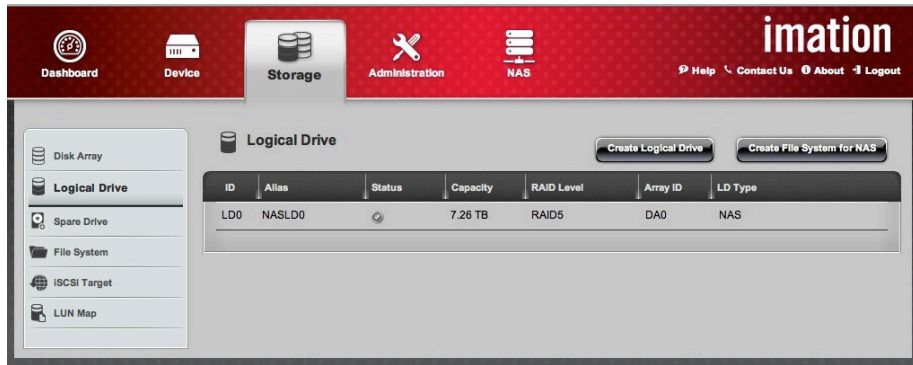 imation
Dashboard
Device
Storage
Administration
NAS
Help Contact Us About Logout
Disk Array
Logical Drive
Spare Drive
File System
iSCSI Target
LUN Map
Logical Drive
Create Logical Drive
Create File System for NAS
ID Alias Status Capacity RAID Level Array ID LD Type
LD0 NASLD0 7.26 TB RAID5 DA0 NAS